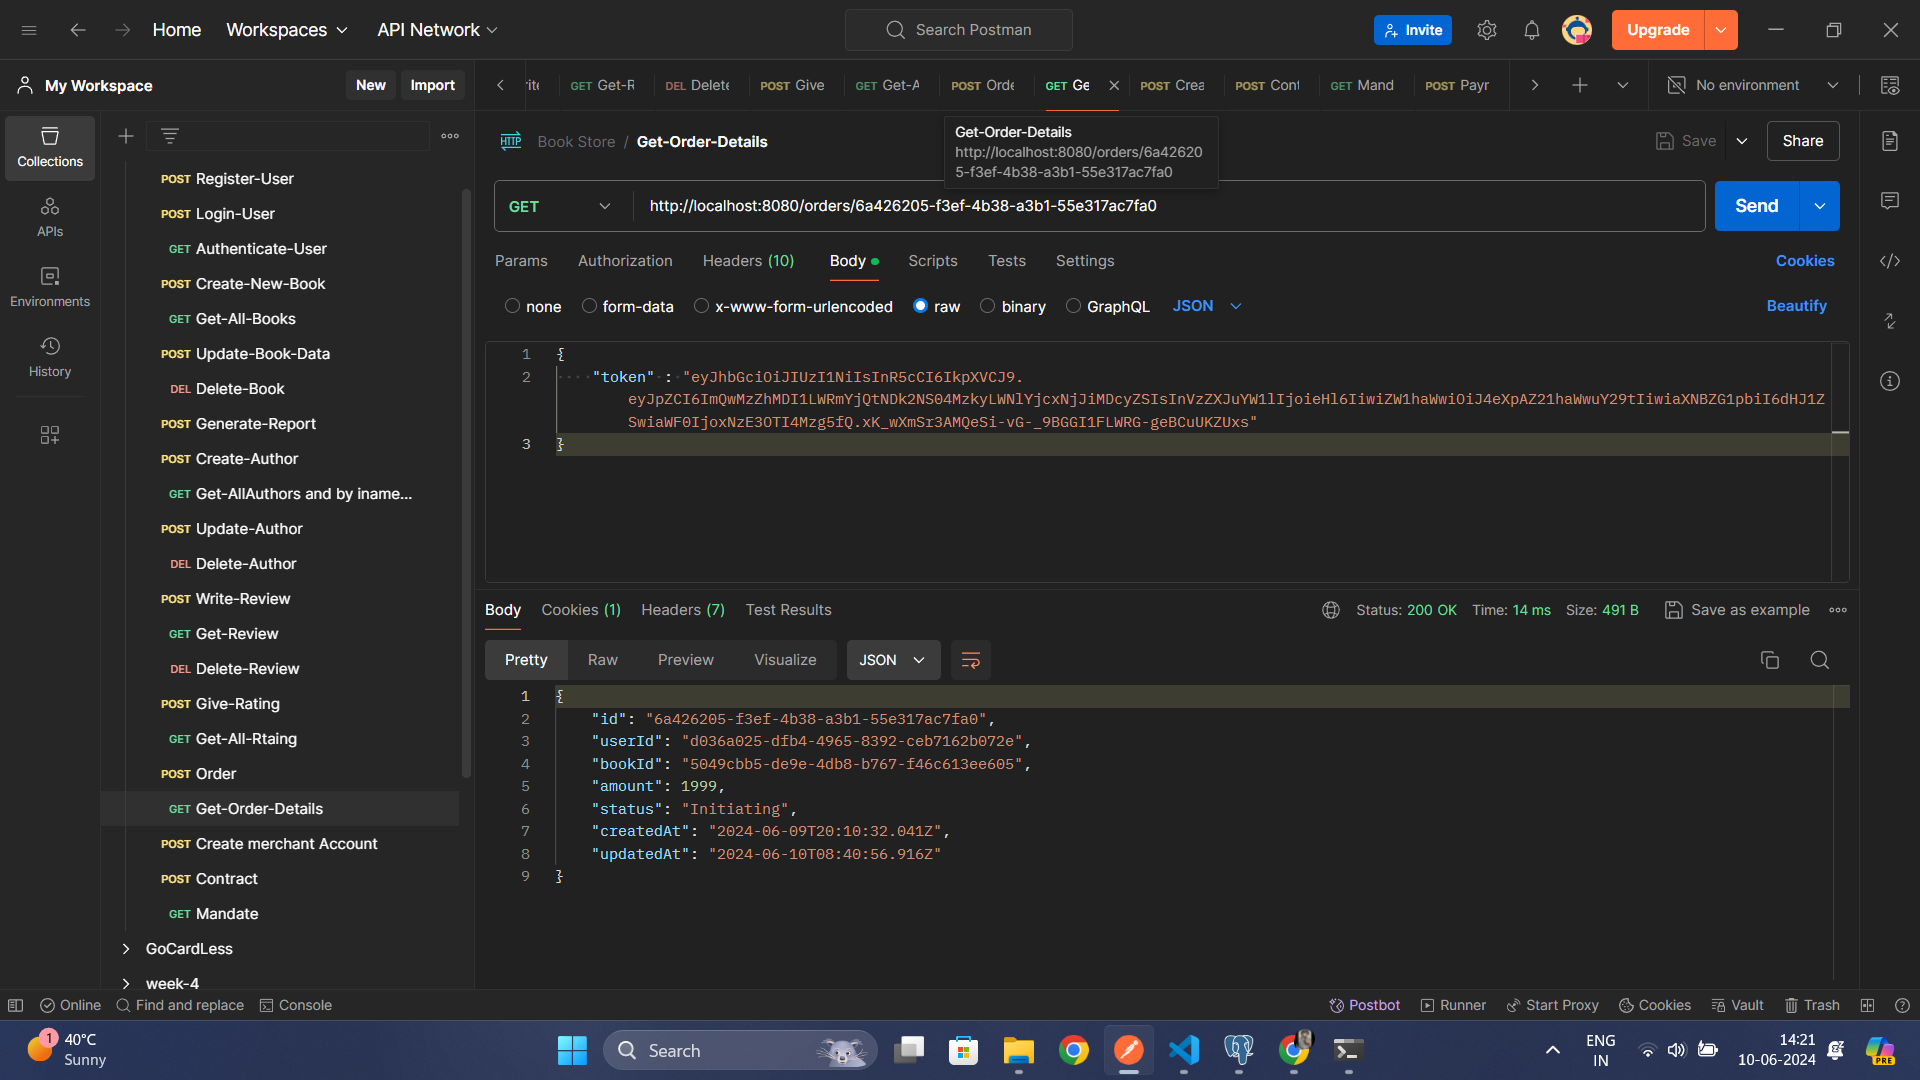 Home Workspaces API Network Search Postman Invite Upgrade
My Workspace New Import
GET Get-R DEL Delete POST Give GET Get-A POST Orde GET Ge POST Crea POST Cont GET Mand POST Payr No environment
Collections
APIs
Environments
History
POST Register-User
POST Login-User
GET Authenticate-User
POST Create-New-Book
GET Get-All-Books
POST Update-Book-Data
DEL Delete-Book
POST Generate-Report
POST Create-Author
GET Get-AllAuthors and by iname...
POST Update-Author
DEL Delete-Author
POST Write-Review
GET Get-Review
DEL Delete-Review
POST Give-Rating
GET Get-All-Rtaing
POST Order
GET Get-Order-Details
POST Create merchant Account
POST Contract
GET Mandate
GoCardLess
week-4
HTTP Book Store / Get-Order-Details
Get-Order-Details
http://localhost:8080/orders/6a42620
5-f3ef-4b38-a3b1-55e317ac7fa0
Save Share
GET http://localhost:8080/orders/6a426205-f3ef-4b38-a3b1-55e317ac7fa0 Send
Params Authorization Headers (10) Body Scripts Tests Settings Cookies
none form-data x-www-form-urlencoded raw binary GraphQL JSON Beautify
1 {
2 "token" : "eyJhbGciOiJIUzI1NiIsInR5cCI6IkpXVCJ9.
eyJpZCI6ImQwMzZhMDI1LWRmYjQtNDk2NS04MzkyLWNlYjcxNjJiMDcyZSIsInVzZXJuYW1lIjoieHl6IiwiZW1haWwiOiJ4eXpAZ21haWwuY29tIiwiaXNBZG1pbiI6dHJ1Z
SwiaWF0IjoxNzE3OTI4Mzg5fQ.xK_wXmSr3AMQeSi-vG-_9BGGI1FLWRG-geBCuUKZUxs"
3 }
Body Cookies (1) Headers (7) Test Results Status: 200 OK Time: 14 ms Size: 491 B Save as example
Pretty Raw Preview Visualize JSON
1 {
2 "id": "6a426205-f3ef-4b38-a3b1-55e317ac7fa0",
3 "userId": "d036a025-dfb4-4965-8392-ceb7162b072e",
4 "bookId": "5049cbb5-de9e-4db8-b767-f46c613ee605",
5 "amount": 1999,
6 "status": "Initiating",
7 "createdAt": "2024-06-09T20:10:32.041Z",
8 "updatedAt": "2024-06-10T08:40:56.916Z"
9 }
Online Find and replace Console Postbot Runner Start Proxy Cookies Vault Trash
1 40°C
Sunny
Search
ENG
IN
14:21
10-06-2024
PRE